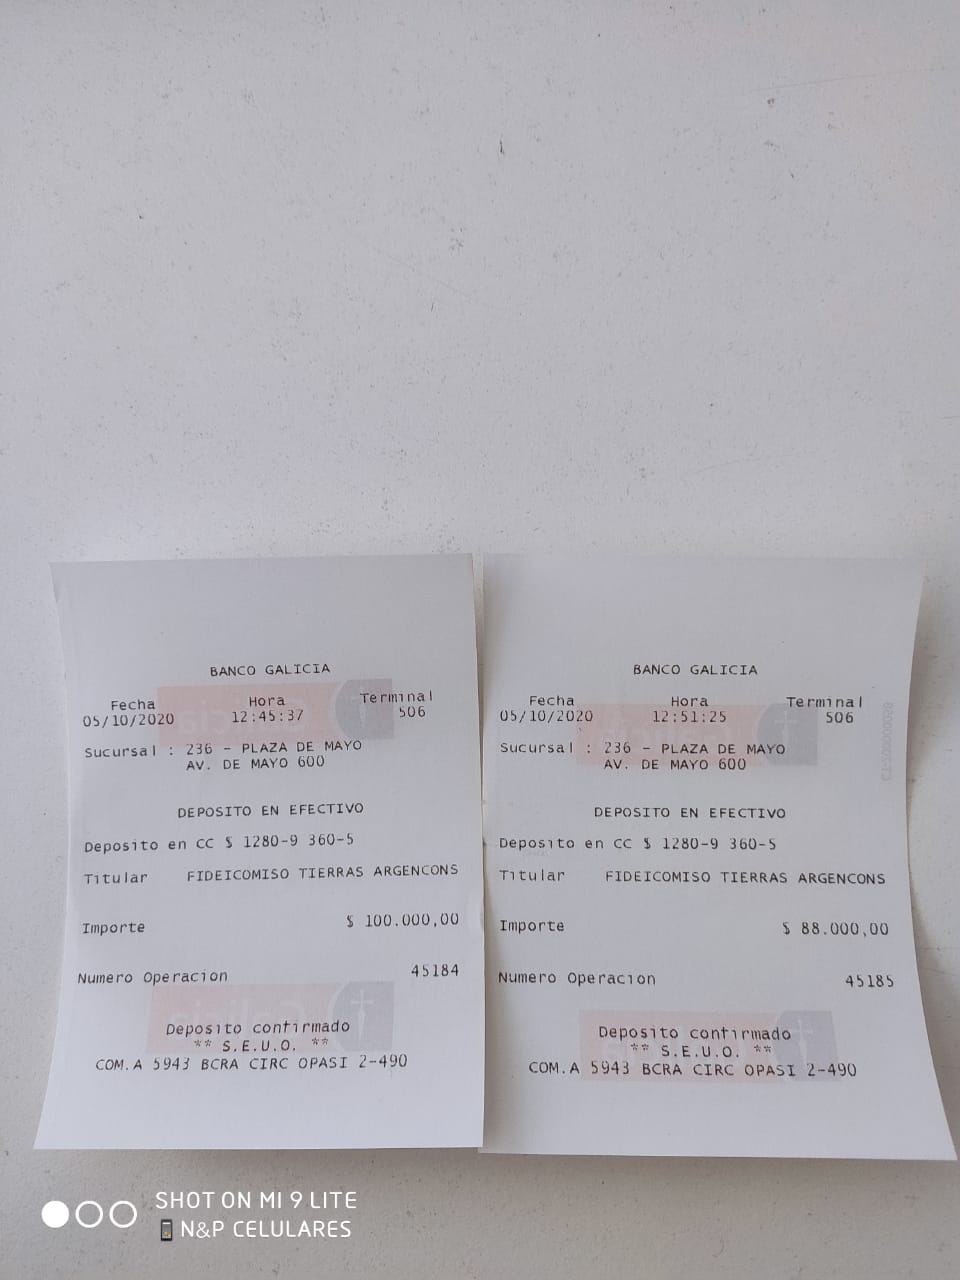 BANCO GALICIA
Fecha Hora Terminal
05/10/2020 12:45:37 506
Sucursal : 236 - PLAZA DE MAYO
AV. DE MAYO 600
DEPOSITO EN EFECTIVO
Deposito en CC $ 1280-9 360-5
Titular FIDEICOMISO TIERRAS ARGENCONS
Importe $ 100.000,00
Numero Operacion 45184
Deposito confirmado
** S.E.U.O. **
COM.A 5943 BCRA CIRC OPASI 2-490
BANCO GALICIA
Fecha Hora Terminal
05/10/2020 12:51:25 506
Sucursal : 236 - PLAZA DE MAYO
AV. DE MAYO 600
DEPOSITO EN EFECTIVO
Deposito en CC $ 1280-9 360-5
Titular FIDEICOMISO TIERRAS ARGENCONS
Importe $ 88.000,00
Numero Operacion 45185
Deposito confirmado
** S.E.U.O. **
COM.A 5943 BCRA CIRC OPASI 2-490
SHOT ON MI 9 LITE
N&P CELULARES